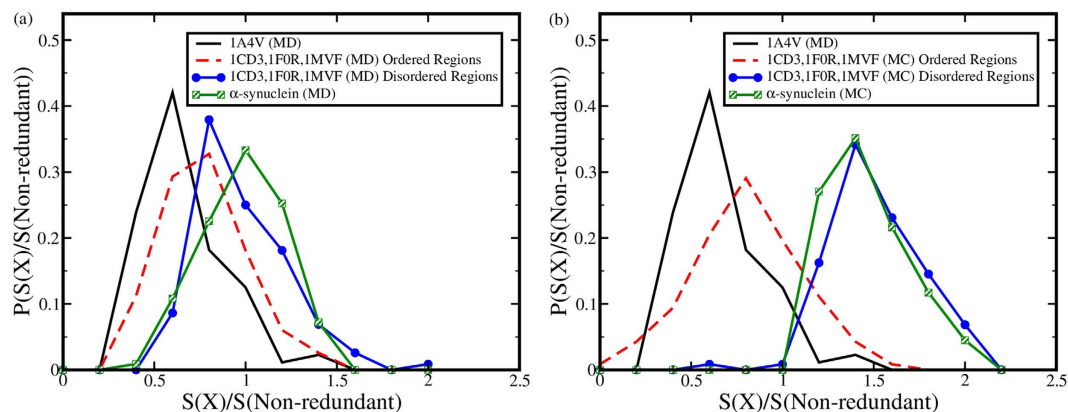 (a)
0.5
0.4
0.3
0.2
0.1
0
P(S(X)/S(Non-redundant))
1A4V (MD)
1CD3,1F0R,1MVF (MD) Ordered Regions
1CD3,1F0R,1MVF (MD) Disordered Regions
α-synuclein (MD)
0 0.5 1 1.5 2 2.5
S(X)/S(Non-redundant)
(b)
0.5
0.4
0.3
0.2
0.1
0
P(S(X)/S(Non-redundant))
1A4V (MD)
1CD3,1F0R,1MVF (MC) Ordered Regions
1CD3,1F0R,1MVF (MC) Disordered Regions
α-synuclein (MC)
0 0.5 1 1.5 2 2.5
S(X)/S(Non-redundant)